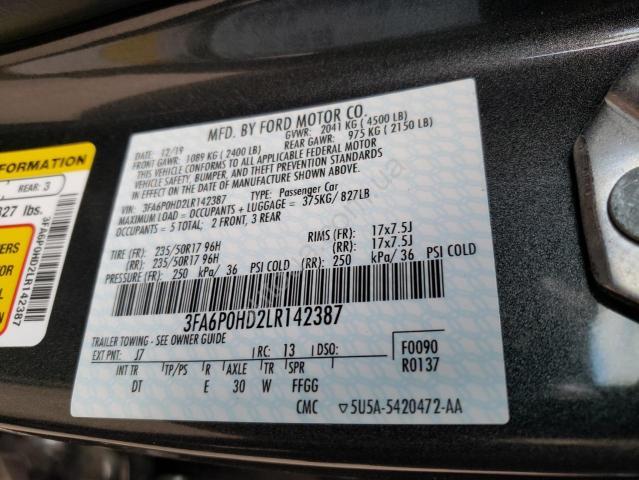 MFD. BY FORD MOTOR CO.
12/19
GVWR: 2041 KG ( 4500 LB)
FRONT GAWR: 1089 KG ( 2400 LB)
REAR GAWR: 975 KG ( 2150 LB)
VEHICLE CONFORMS TO ALL APPLICABLE FEDERAL MOTOR
VEHICLE SAFETY, BUMPER, AND THEFT PREVENTION STANDARDS
IN EFFECT ON THE DATE OF MANUFACTURE SHOWN ABOVE.
VIN: 3FA6P0HD2LR142387 TYPE: Passenger Car
MAXIMUM LOAD = OCCUPANTS + LUGGAGE = 375KG/ 827LB
OCCUPANTS = 5 TOTAL; 2 FRONT, 3 REAR
TIRE (FR): 235/50R17 96H RIMS (FR): 17x7.5J
(RR): 235/50R17 96H (RR): 17x7.5J
PRESSURE (FR): 250 kPa/ 36 PSI COLD (RR): 250 kPa/ 36 PSI COLD
3FA6P0HD2LR142387
TRAILER TOWING - SEE OWNER GUIDE
EXT PNT: J7 RC: 13 DSO: F0090
R0137
INT TR TP/PS R AXLE TR SPR
DT E 30 W FFGG
CMC 5U5A-5420472-AA
FORMATION
REAR: 3
827 lbs.
3FA6P0HD2LR142387